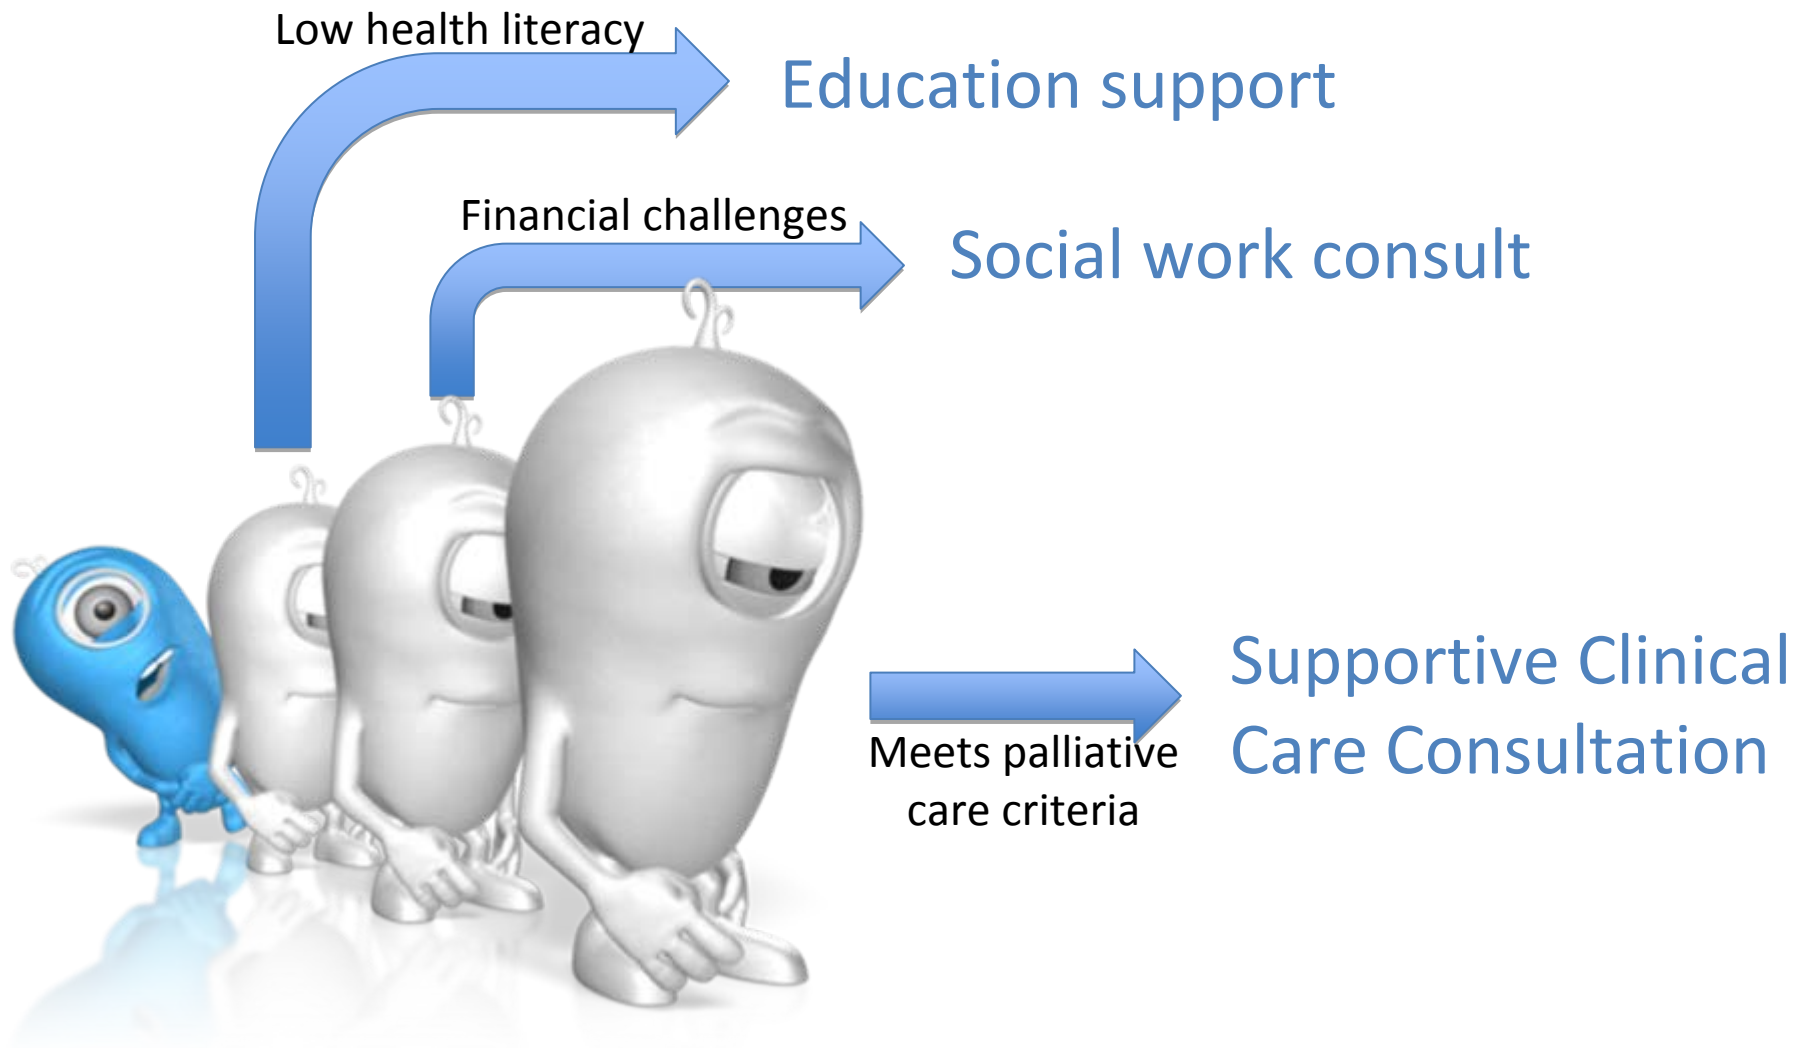 Low health literacy
Education support
Financial challenges
Social work consult
Supportive Clinical
Care Consultation
Meets palliative
care criteria